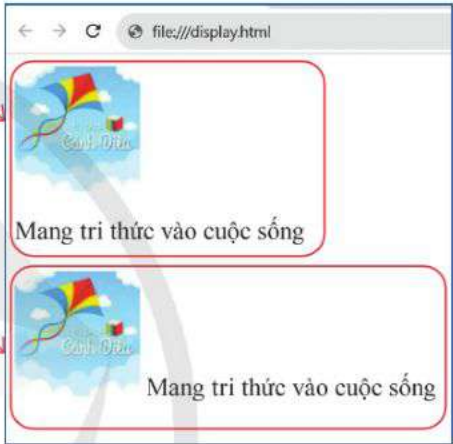 file:///display.html
Cánh Diều
Mang tri thức vào cuộc sống
Cánh Diều
Mang tri thức vào cuộc sống